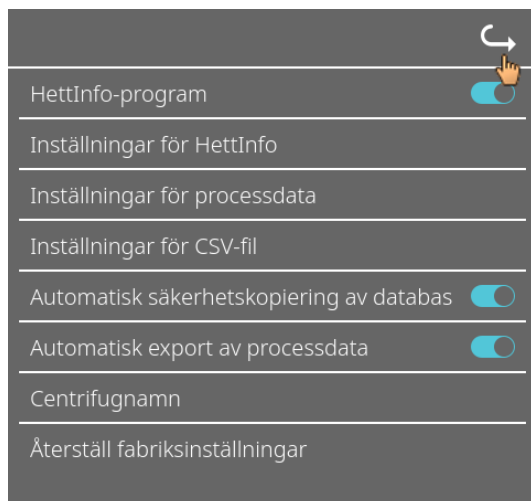 HettInfo-program
Inställningar för HettInfo
Inställningar för processdata
Inställningar för CSV-fil
Automatisk säkerhetskopiering av databas
Automatisk export av processdata
Centrifugnamn
Återställ fabriksinställningar